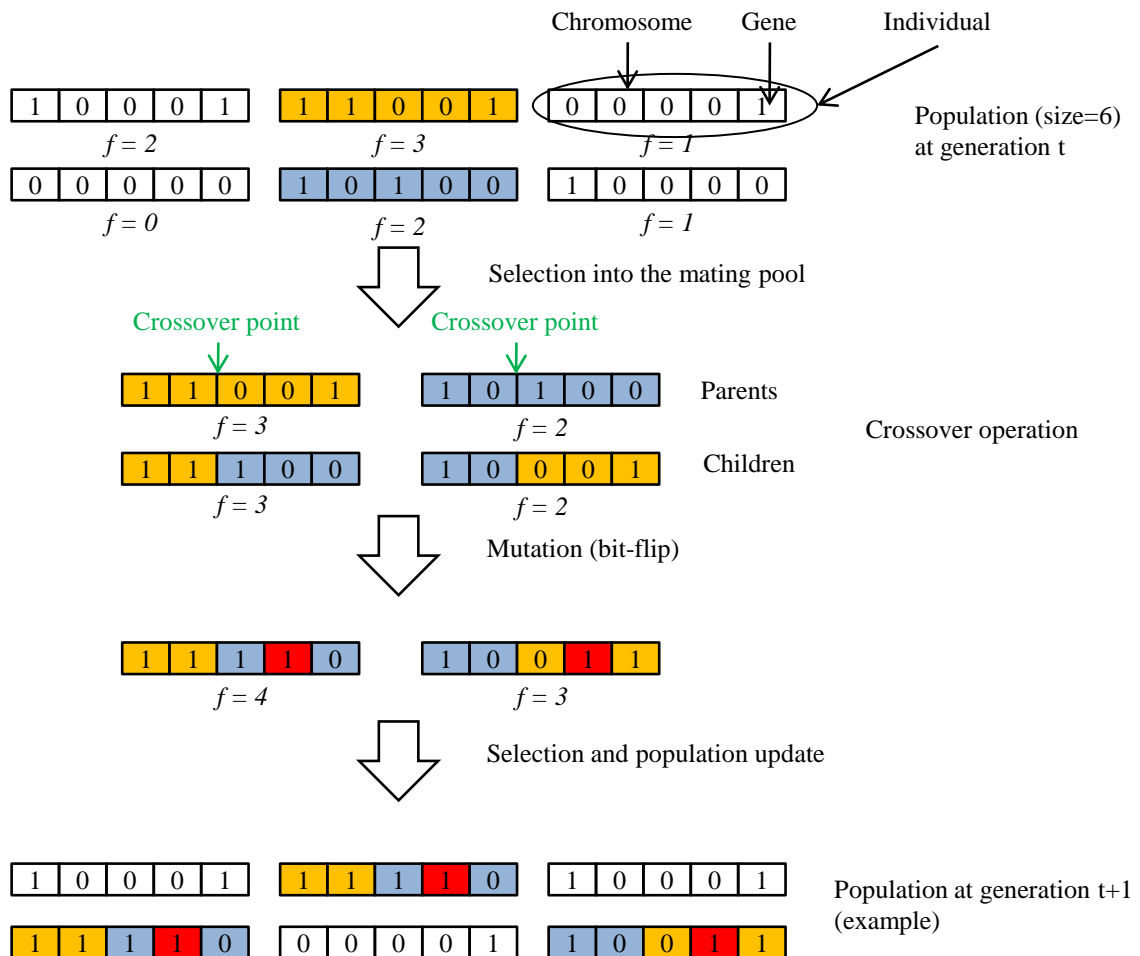 Chromosome Gene Individual
1 0 0 0 1 1 1 0 0 1 0 0 0 0 1
f = 2 f = 3 f = 1
Population (size=6)
at generation t
0 0 0 0 0 1 0 1 0 0 1 0 0 0 0
f = 0 f = 2 f = 1
Selection into the mating pool
Crossover point Crossover point
1 1 0 0 1 1 0 1 0 0 Parents
f = 3 f = 2
Crossover operation
1 1 1 0 0 1 0 0 0 1 Children
f = 3 f = 2
Mutation (bit-flip)
1 1 1 1 0 1 0 0 1 1
f = 4 f = 3
Selection and population update
1 0 0 0 1 1 1 1 1 0 1 0 0 0 1
Population at generation t+1
(example)
1 1 1 1 0 0 0 0 0 1 1 0 0 1 1